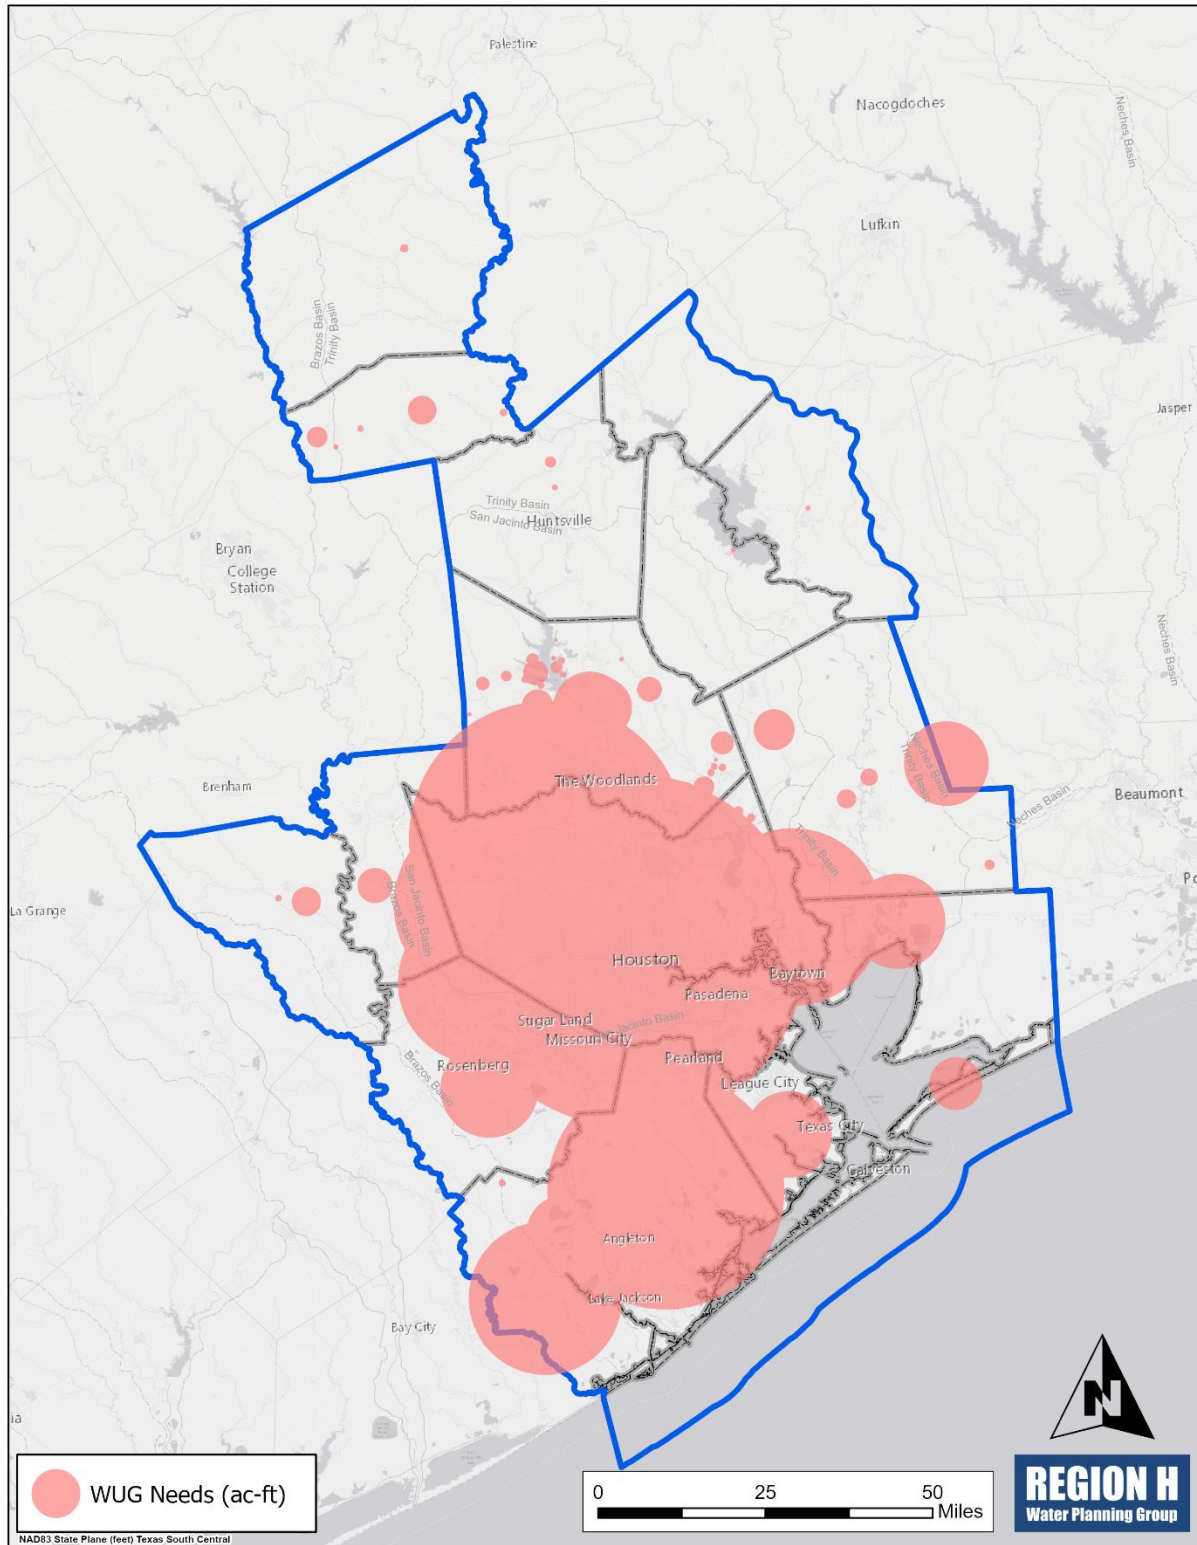 Palestine
Nacogdoches
Neches Basin
Lufkin
Brazos Basin
Trinity Basin
Jasper
Trinity Basin
San Jacinto Basin
Huntsville
Bryan
College
Station
Neches Basin
Neches Basin
Trinity Basin
The Woodlands
Brenham
Beaumont
Neches Basin
Trinity Basin
Po
San Jacinto Basin
Brazos Basin
La Grange
Houston
Baytown
Pasadena
Sugar Land
Jacinto Basin
Missouri City
Pearland
Rosenberg
Brazos Basin
League City
Texas City
Galveston
Angleton
Lake Jackson
Bay City
ia
N
WUG Needs (ac-ft)
0 25 50
Miles
REGION H
Water Planning Group
NAD83 State Plane (feet) Texas South Central